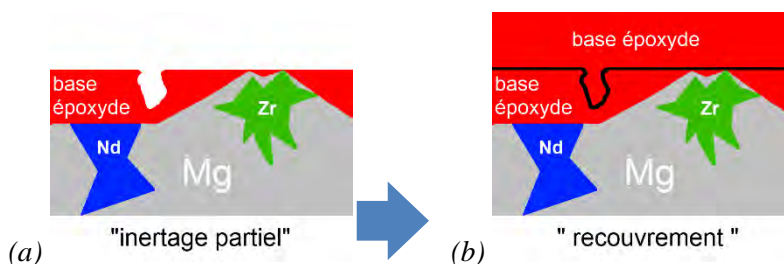 base
époxyde
Nd
Zr
Mg
(a)
"inertage partiel"
base époxyde
base
époxyde
Nd
Zr
Mg
(b)
" recouvrement "